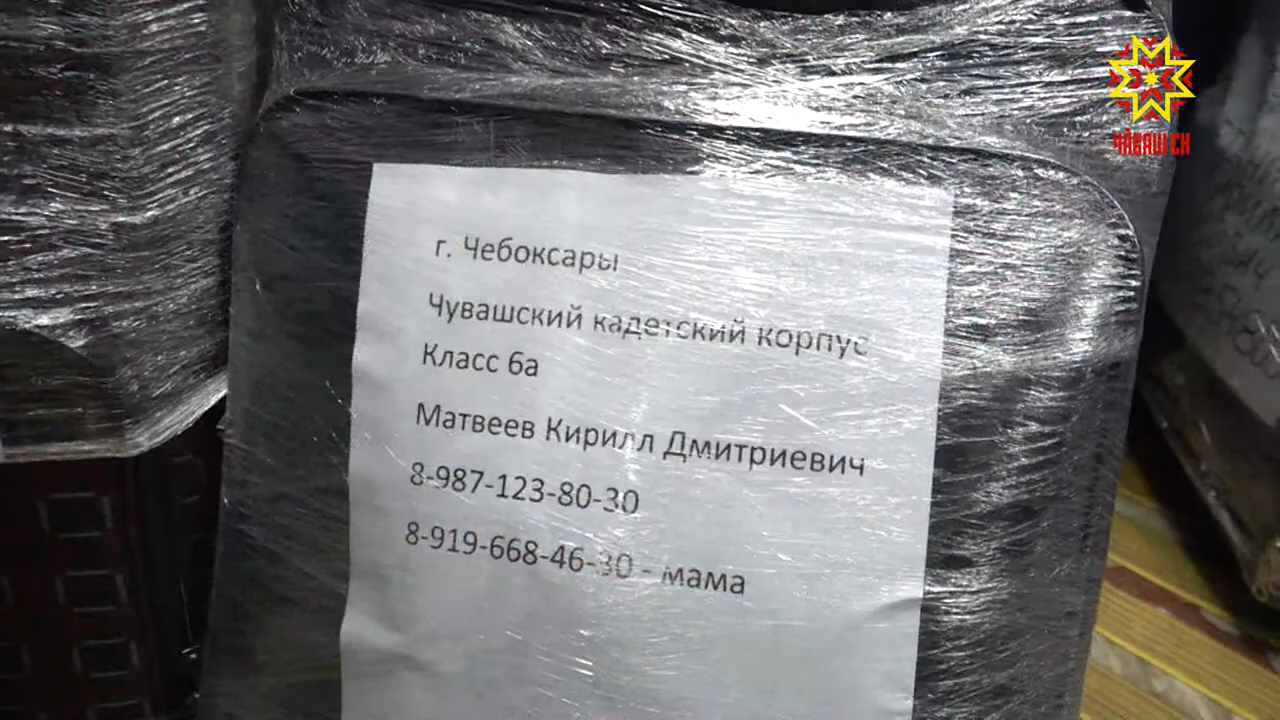 г. Чебоксары
Чувашский кадетский корпус
Класс 6а
Матвеев Кирилл Дмитриевич
8-987-123-80-30
8-919-668-46-30 - мама
ЧӐВАШ ЕН